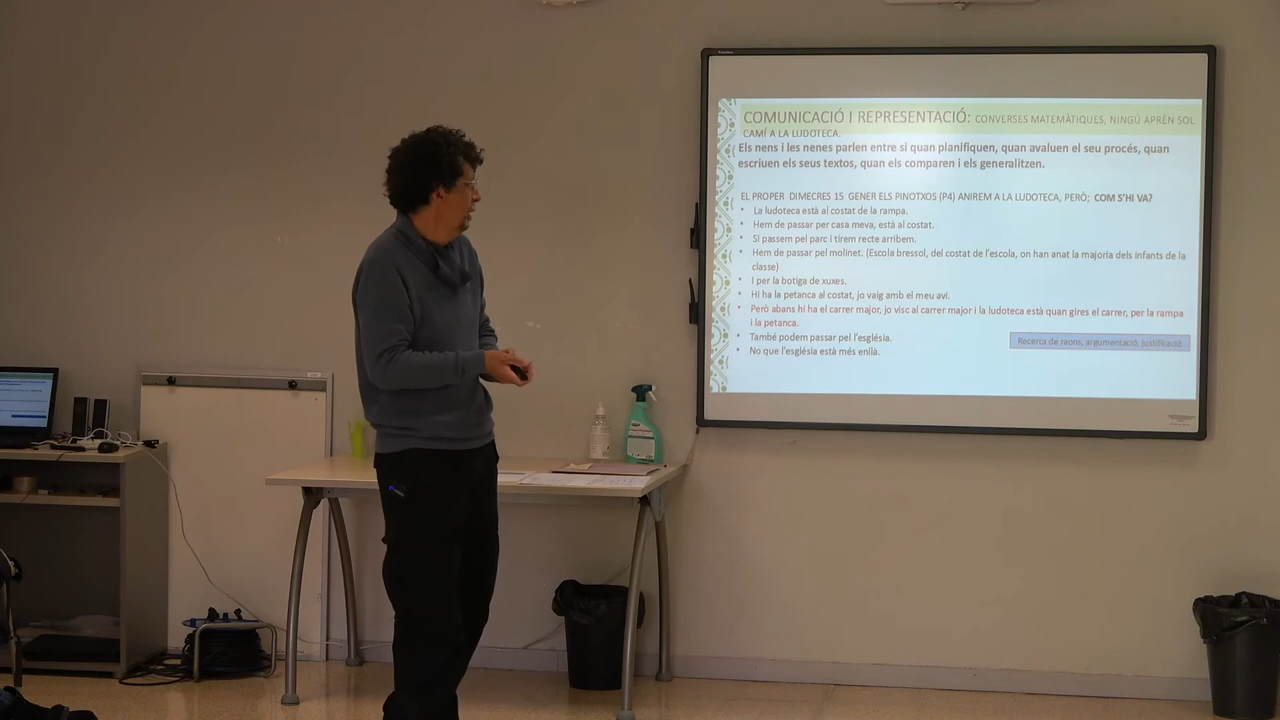 COMUNICACIÓ I REPRESENTACIÓ: CONVERSES MATEMÀTIQUES, NINGÚ APRÈN SOL
CAMÍ A LA LUDOTECA.
Els nens i les nenes parlen entre si quan planifiquen, quan avaluen el seu procés, quan
escriuen els seus textos, quan els comparen i els generalitzen.
EL PROPER DIMECRES 15 GENER ELS PINOTXOS (P4) ANIREM A LA LUDOTECA, PERÒ; COM S'HI VA?
• La ludoteca està al costat de la rampa.
• Hem de passar per casa meva, està al costat.
• Si passem pel parc i tirem recte arribem.
• Hem de passar pel molinet. (Escola bressol, del costat de l'escola, on han anat la majoria dels infants de la
classe)
• I per la botiga de xuxes.
• Hi ha la petanca al costat, jo vaig amb el meu avi.
• Però abans hi ha el carrer major, jo visc al carrer major i la ludoteca està quan gires el carrer, per la rampa
i la petanca.
• També podem passar pel l'església.
• No que l'església està més enllà.
Recerca de raons, argumentació, justificació